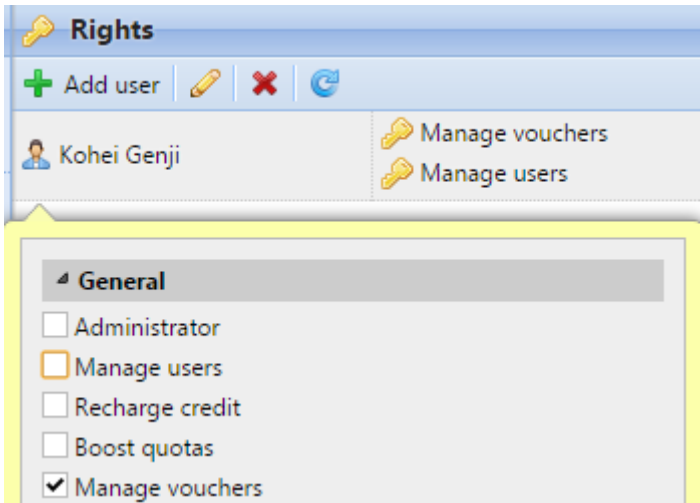 Rights
Add user
Kohei Genji
Manage vouchers
Manage users
General
Administrator
Manage users
Recharge credit
Boost quotas
Manage vouchers